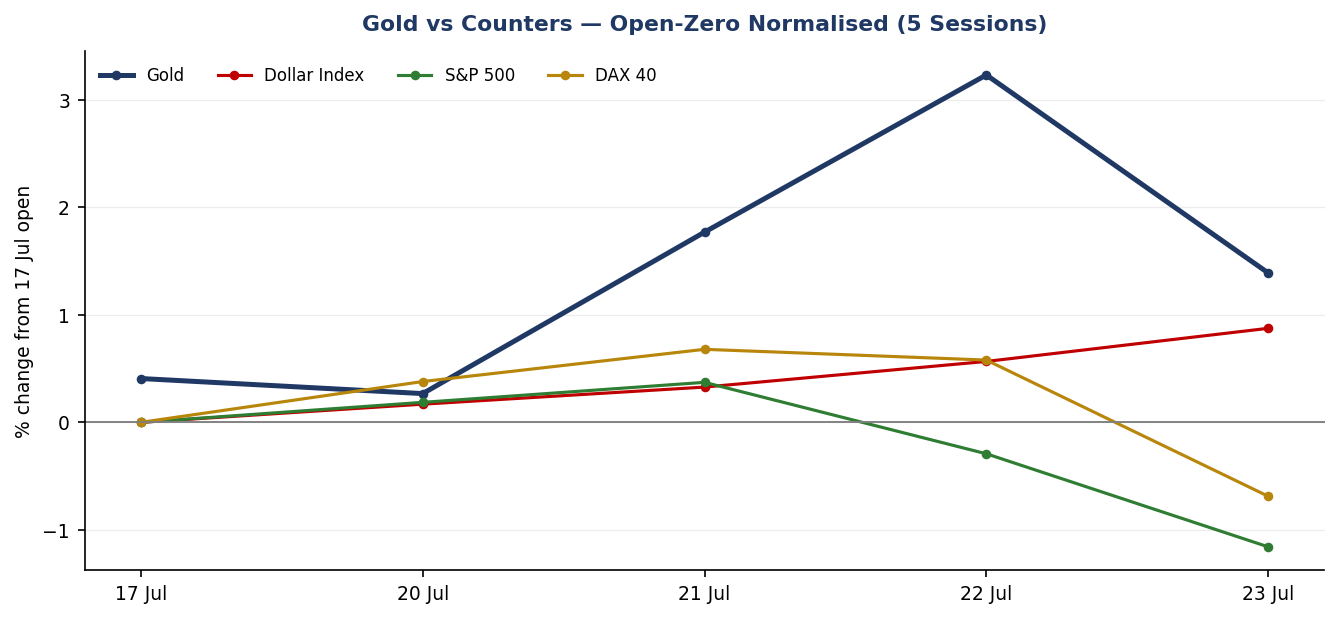 Gold vs Counters — Open-Zero Normalised (5 Sessions)
Gold Dollar Index S&P 500 DAX 40
% change from 17 Jul open
3
2
1
0
−1
17 Jul 20 Jul 21 Jul 22 Jul 23 Jul